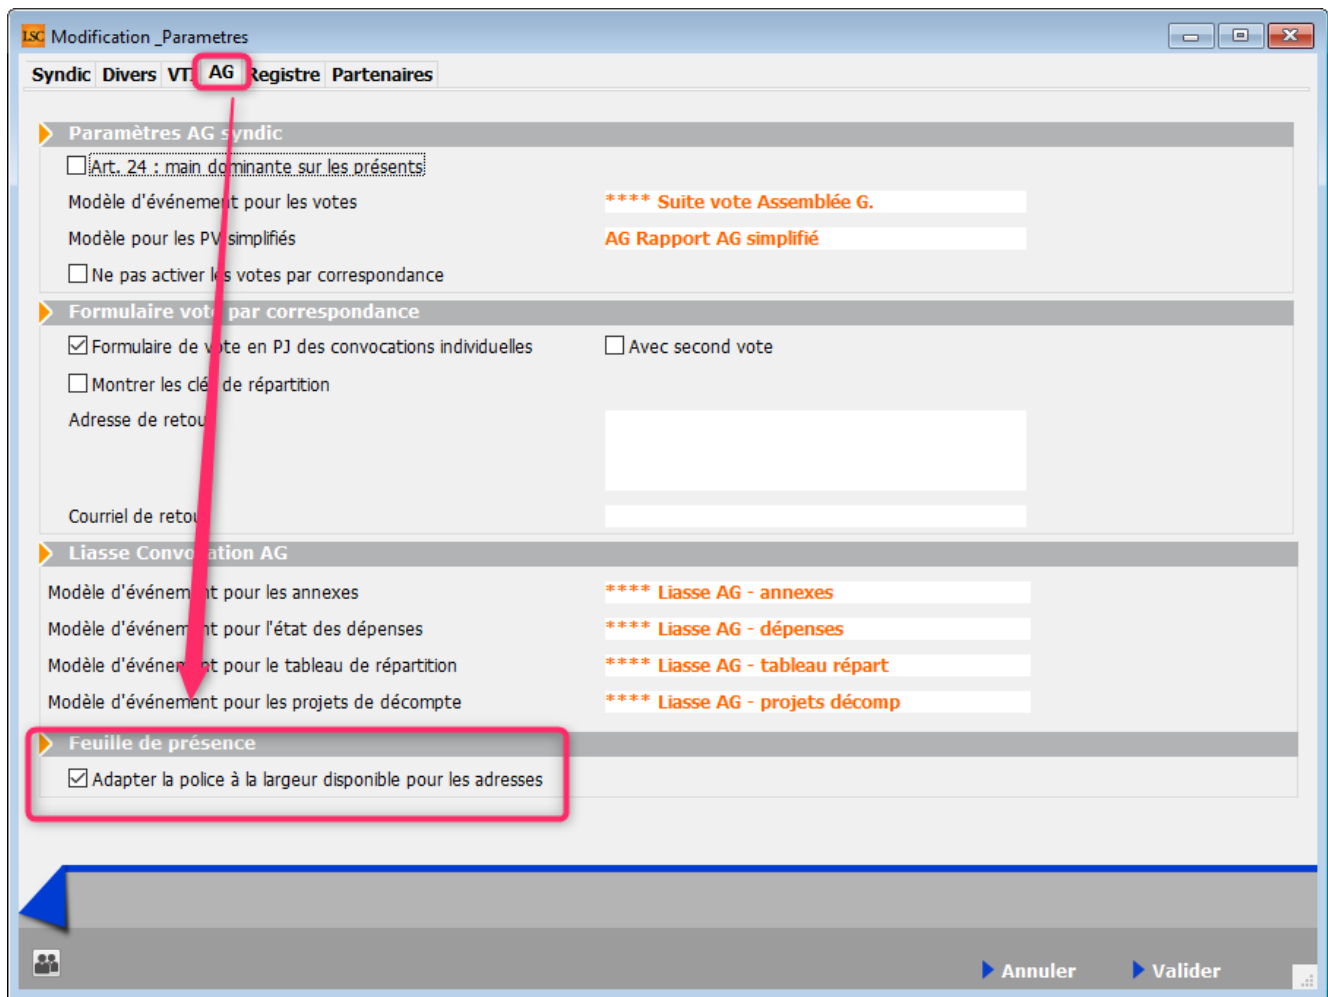 LSC Modification _Parametres
Syndic Divers AG Registre Partenaires
Paramètres AG syndic
Art. 24 : main dominante sur les présents
Modèle d'événement pour les votes **** Suite vote Assemblée G.
Modèle pour les PV simplifiés AG Rapport AG simplifié
Ne pas activer les votes par correspondance
Formulaire vote par correspondance
Formulaire de vote en PJ des convocations individuelles Avec second vote
Montrer les clés de répartition
Adresse de retour
Courriel de retour
Liasse Convocation AG
Modèle d'événement pour les annexes **** Liasse AG - annexes
Modèle d'événement pour l'état des dépenses **** Liasse AG - dépenses
Modèle d'événement pour le tableau de répartition **** Liasse AG - tableau répart
Modèle d'événement pour les projets de décompte **** Liasse AG - projets décomp
Feuille de présence
Adapter la police à la largeur disponible pour les adresses
Annuler Valider